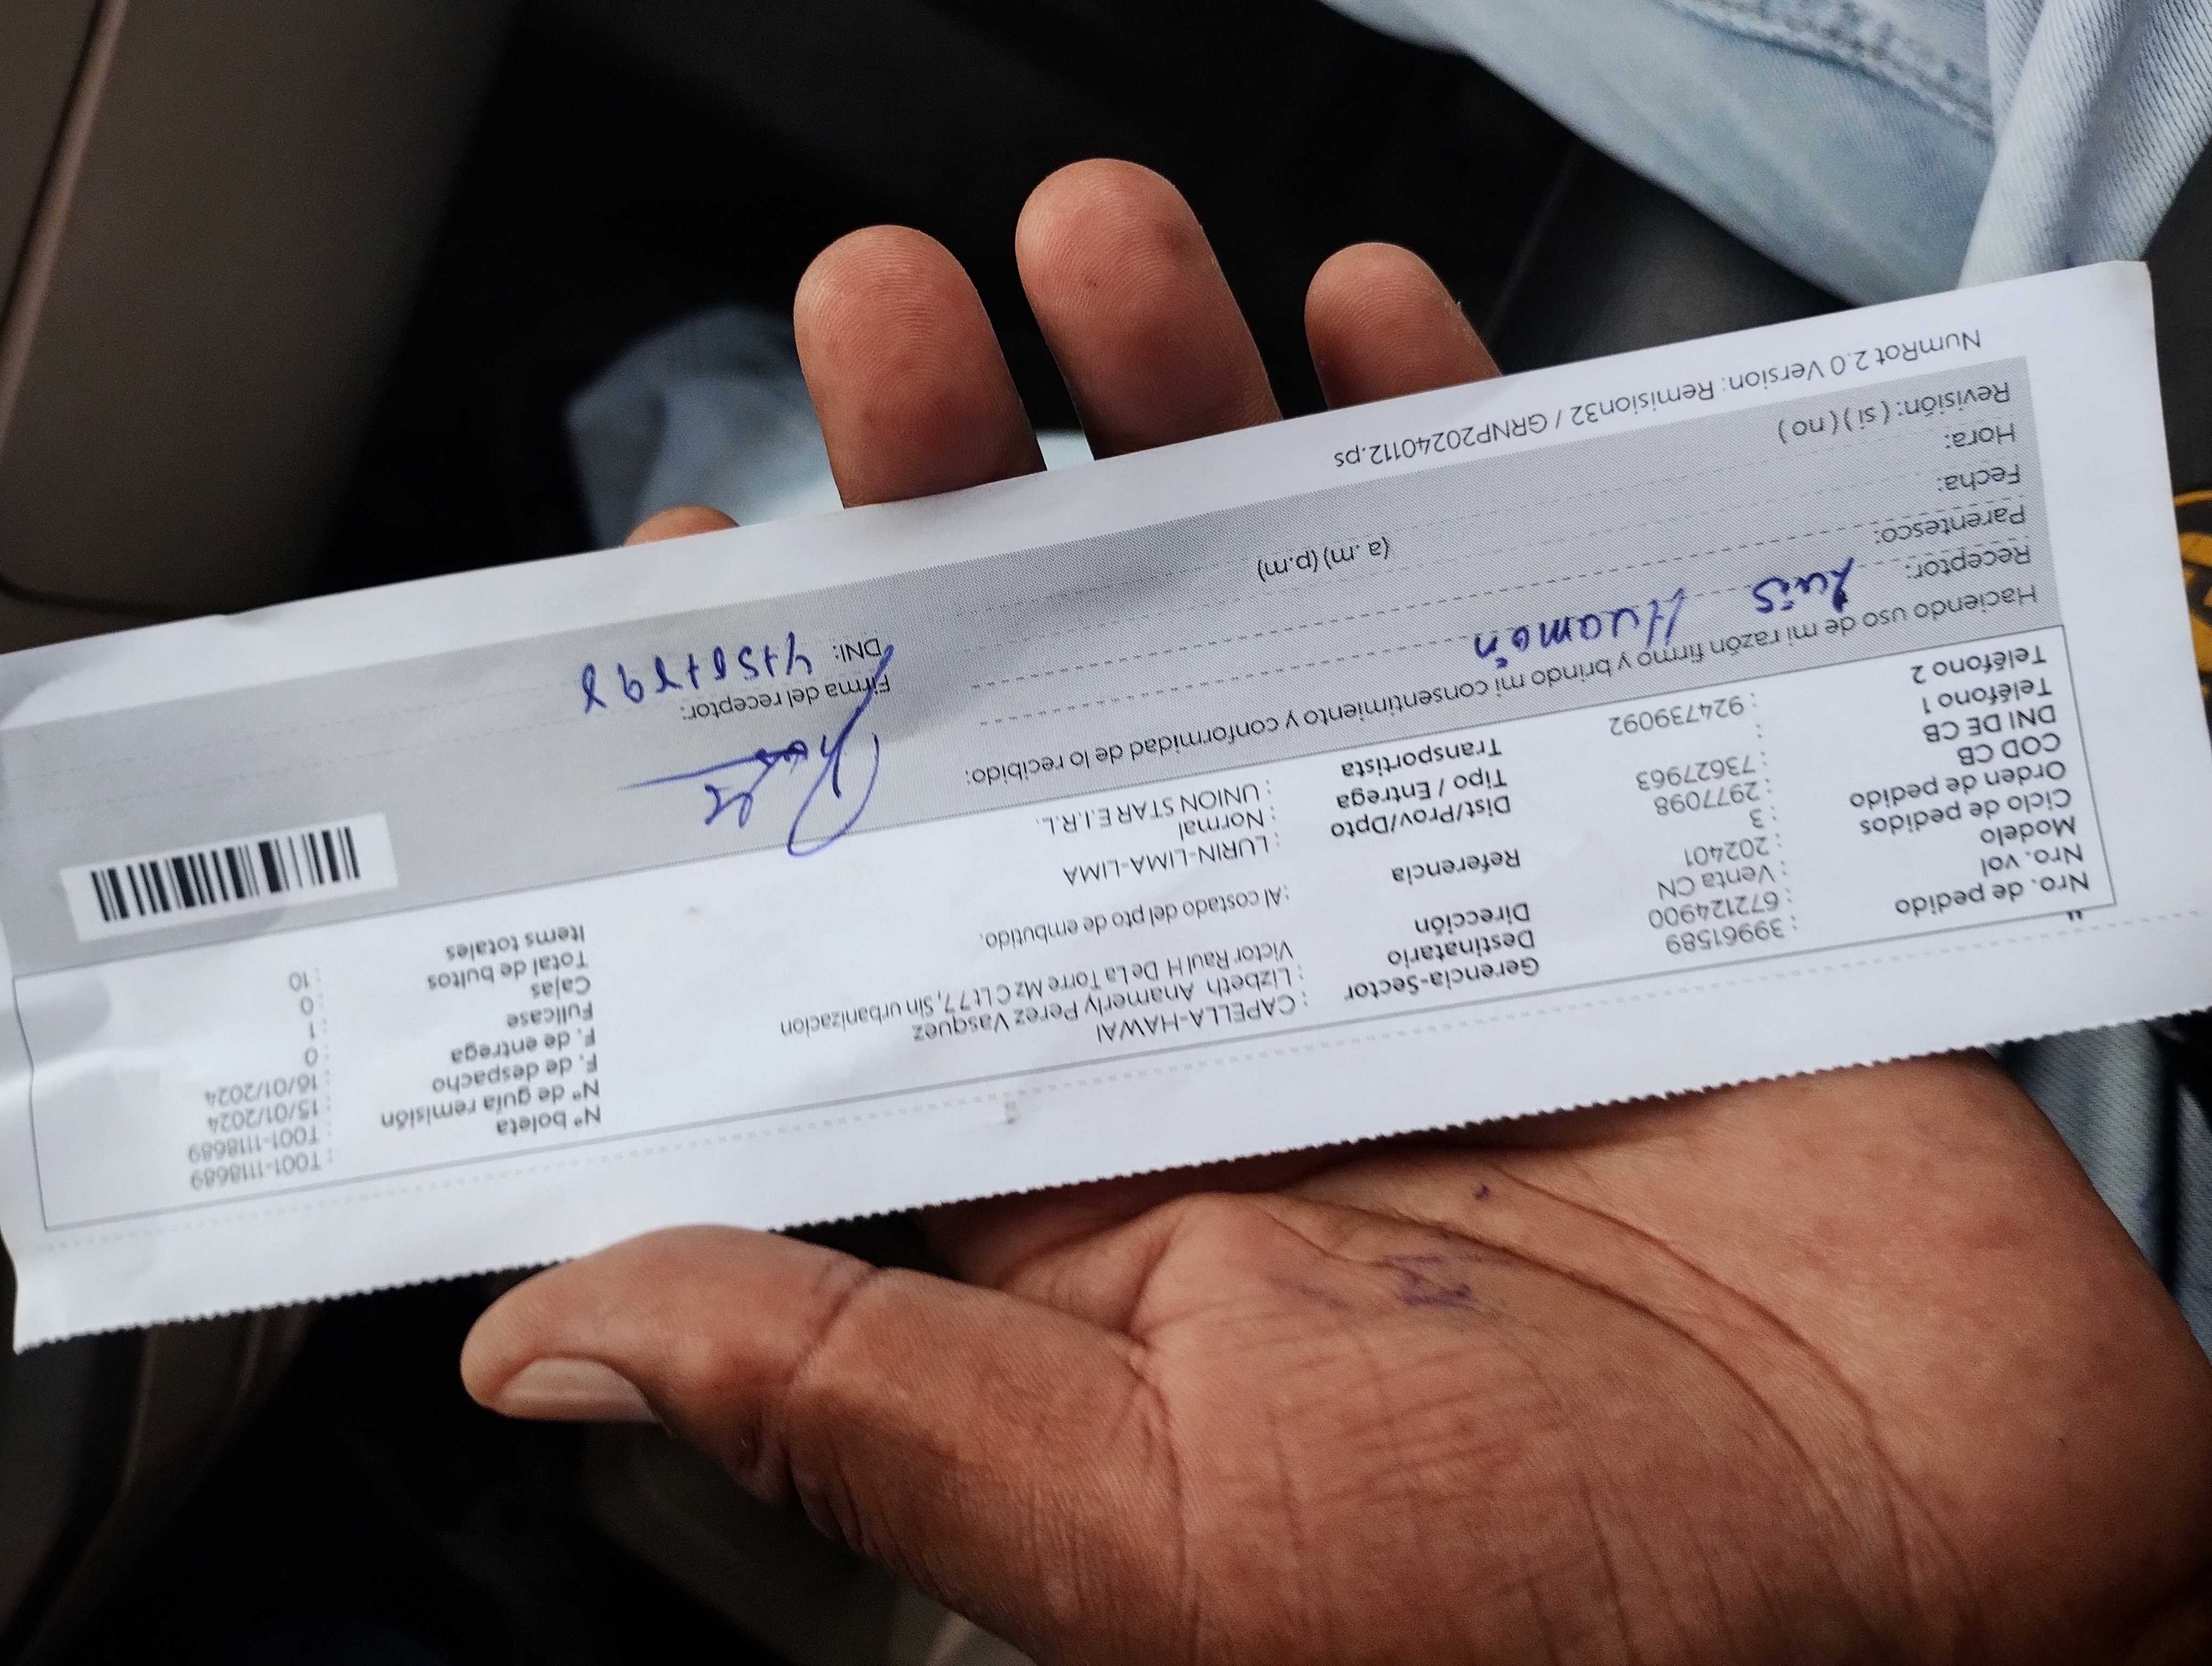 Nro. de pedido : 39961589
Nro. vol : 672124900
Modelo : Venta CN
Ciclo de pedidos : 202401
Orden de pedido : 3
COD CB : 2977098
DNI DE CB : 73627963
Teléfono 1 :
Teléfono 2 : 924739092
Gerencia-Sector : CAPELLA-HAWAI
Destinatario : Lizbeth Anamerly Perez Vasquez
Dirección Victor Raul H De La Torre Mz C Lt 77, Sin urbanizacion
Referencia :Al costado del pto de embutido.
Dist/Prov/Dpto : LURIN-LIMA-LIMA
Tipo / Entrega : Normal
Transportista : UNION STAR E.I.R.L.
N° boleta : T001-1118689
N° de guía remisión : T001-1118689
F. de despacho : 15/01/2024
F. de entrega : 16/01/2024
Fullcase : 0
Cajas : 1
Total de bultos : 0
Items totales : 10
Haciendo uso de mi razón firmo y brindo mi consentimiento y conformidad de lo recibido:
Receptor: Luis Huamán
Parentesco:
Fecha:
Hora: (a .m) (p.m)
Revisión: ( si ) ( no )
Firma del receptor:
DNI:
NumRot 2.0 Version: Remision32 / GRNP20240112.ps